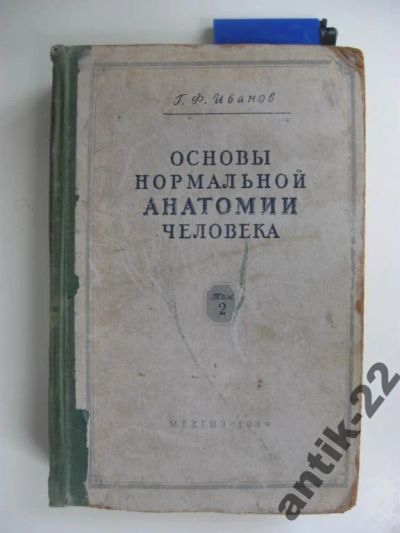 Г. Ф. Иванов
ОСНОВЫ
НОРМАЛЬНОЙ
АНАТОМИИ
ЧЕЛОВЕКА
Том
2
МЕДГИЗ-1949
antik-22